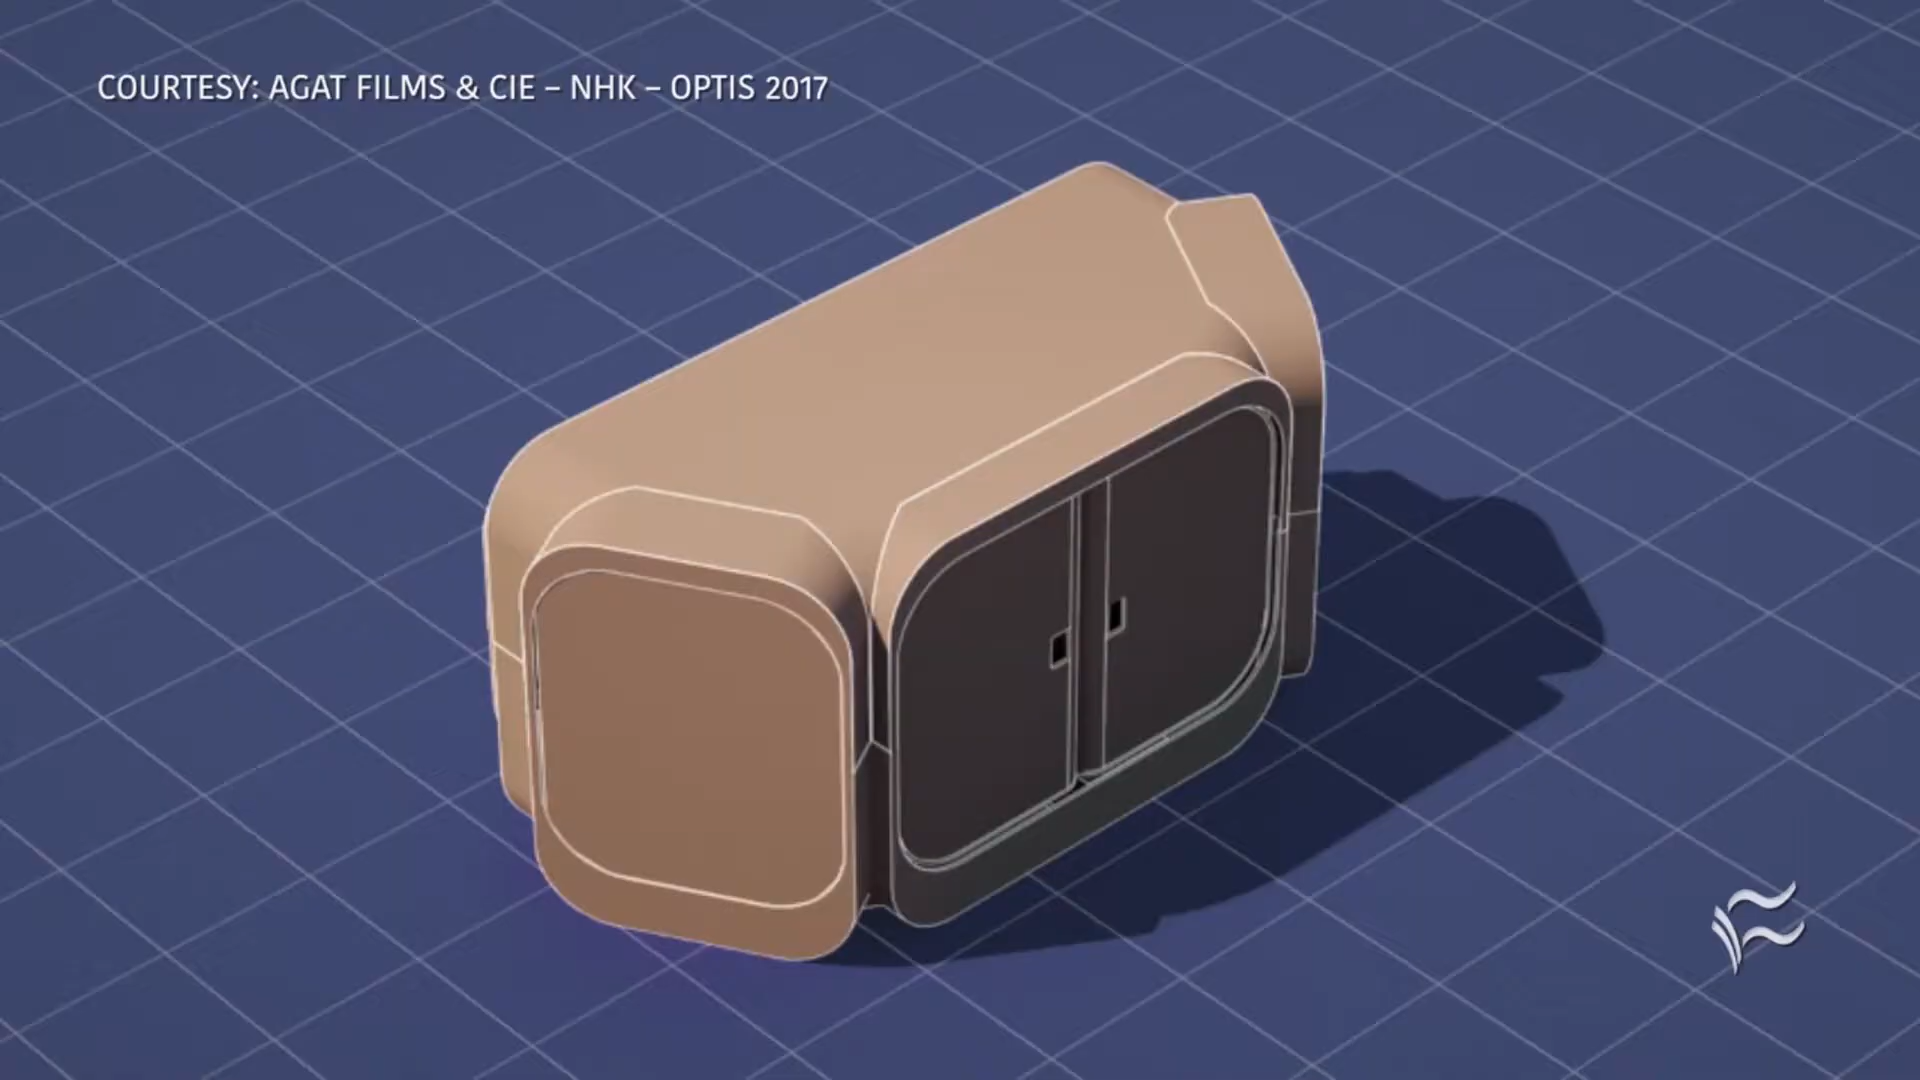 COURTESY: AGAT FILMS & CIE – NHK – OPTIS 2017